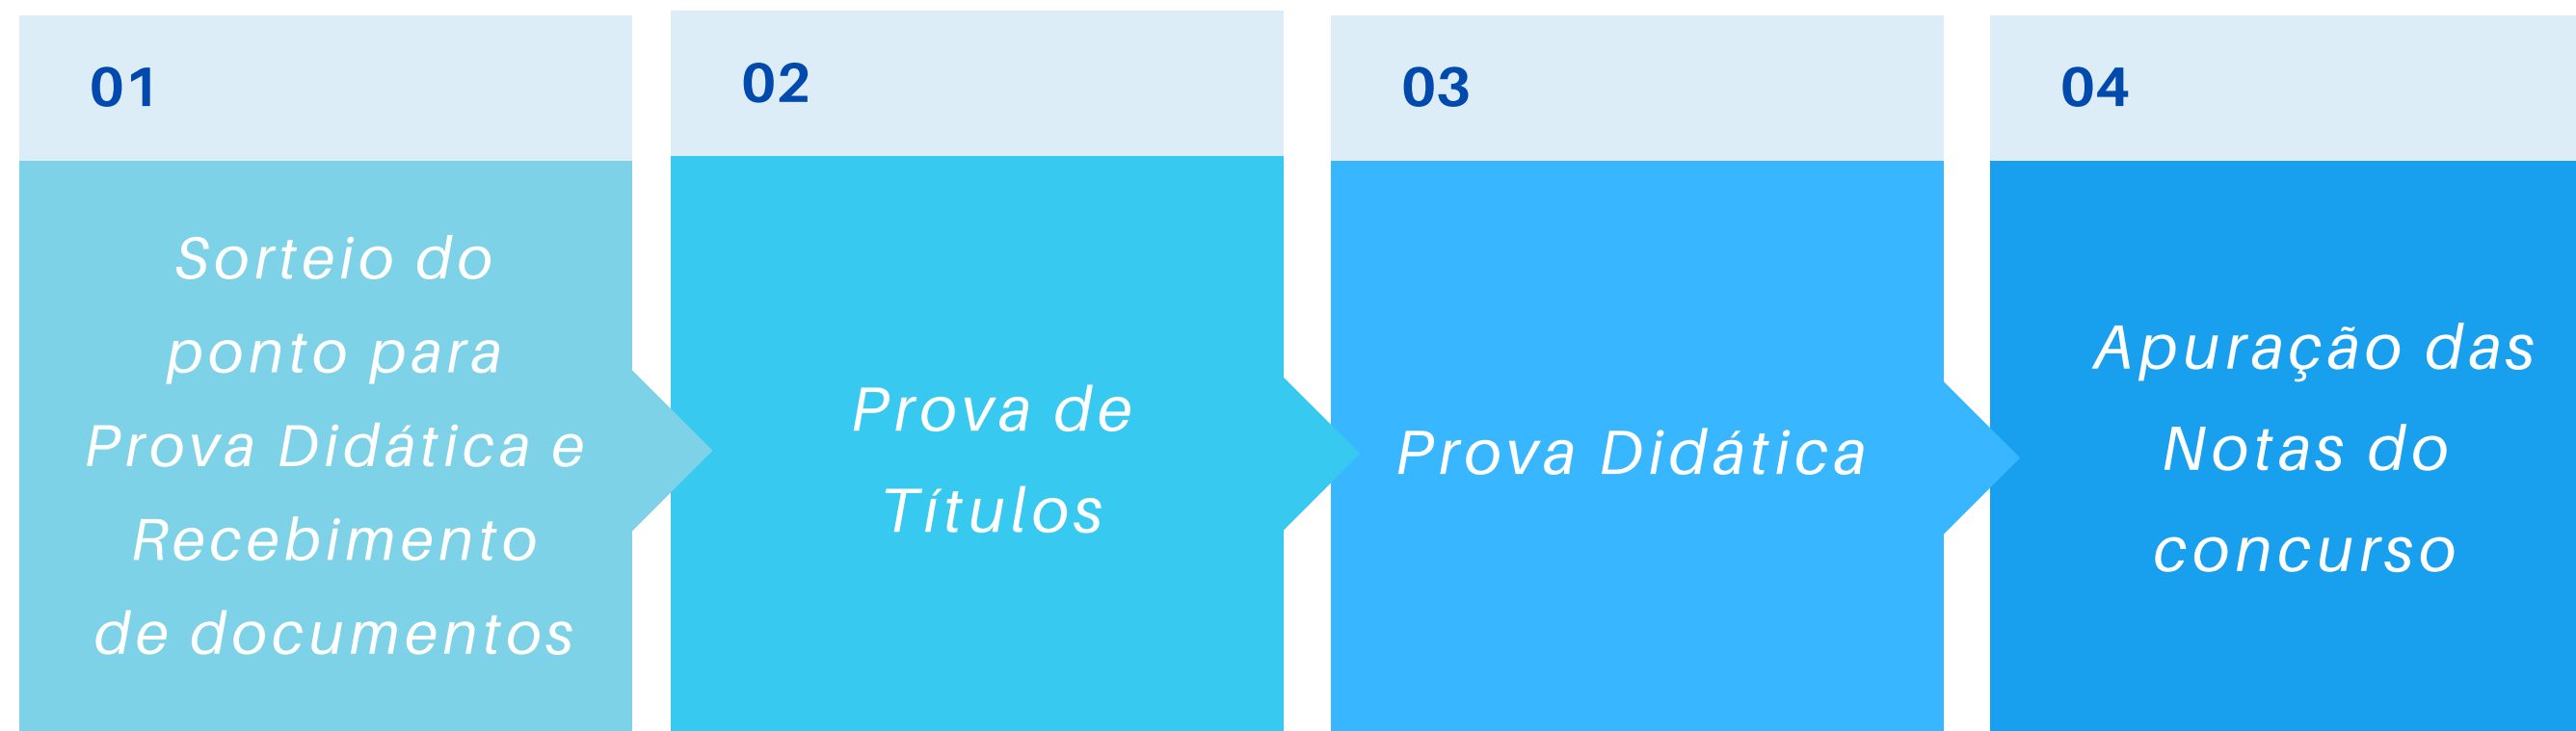 01
Sorteio do
ponto para
Prova Didática e
Recebimento
de documentos
02
Prova de
Títulos
03
Prova Didática
04
Apuração das
Notas do
concurso